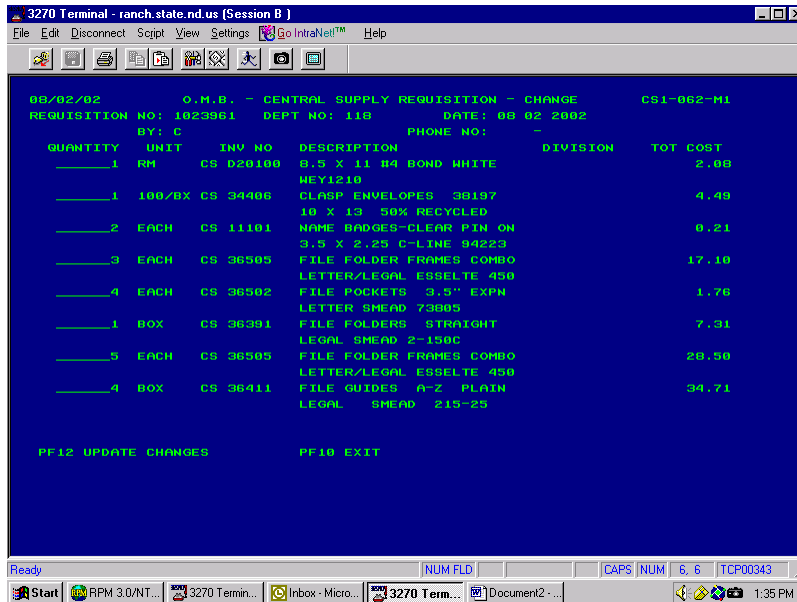 3270 Terminal - ranch.state.nd.us (Session B )
File Edit Disconnect Script View Settings Go IntraNet!™ Help
08/02/02 O.M.B. - CENTRAL SUPPLY REQUISITION - CHANGE CS1-062-M1
REQUISITION NO: 1023961 DEPT NO: 118 DATE: 08 02 2002
BY: C PHONE NO: -
QUANTITY UNIT INV NO DESCRIPTION DIVISION TOT COST
_______1 RM CS D20100 8.5 X 11 #4 BOND WHITE 2.08
WEY1210
_______1 100/BX CS 34406 CLASP ENVELOPES 38197 4.49
10 X 13 50% RECYCLED
_______2 EACH CS 11101 NAME BADGES-CLEAR PIN ON 0.21
3.5 X 2.25 C-LINE 94223
_______3 EACH CS 36505 FILE FOLDER FRAMES COMBO 17.10
LETTER/LEGAL ESSELTE 450
_______4 EACH CS 36502 FILE POCKETS 3.5" EXPN 1.76
LETTER SMEAD 73805
_______1 BOX CS 36391 FILE FOLDERS STRAIGHT 7.31
LEGAL SMEAD 2-150C
_______5 EACH CS 36505 FILE FOLDER FRAMES COMBO 28.50
LETTER/LEGAL ESSELTE 450
_______4 BOX CS 36411 FILE GUIDES A-Z PLAIN 34.71
LEGAL SMEAD 215-25
PF12 UPDATE CHANGES PF10 EXIT
Ready NUM FLD CAPS NUM 6, 6 TCP00343
Start RPM 3.0/NT... 3270 Termin... Inbox - Micro... 3270 Term... Document2 - ... 1:35 PM